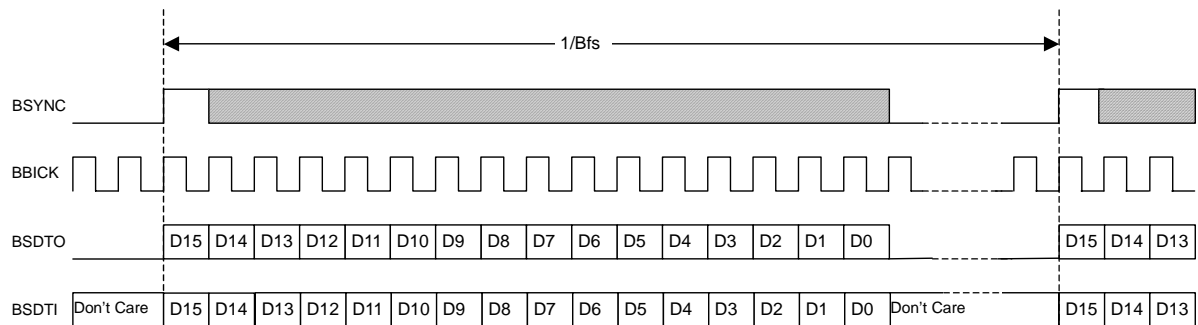 1/Bfs
BSYNC
BBICK
BSDTO D15 D14 D13 D12 D11 D10 D9 D8 D7 D6 D5 D4 D3 D2 D1 D0 D15 D14 D13
BSDTI Don't Care D15 D14 D13 D12 D11 D10 D9 D8 D7 D6 D5 D4 D3 D2 D1 D0 Don't Care D15 D14 D13